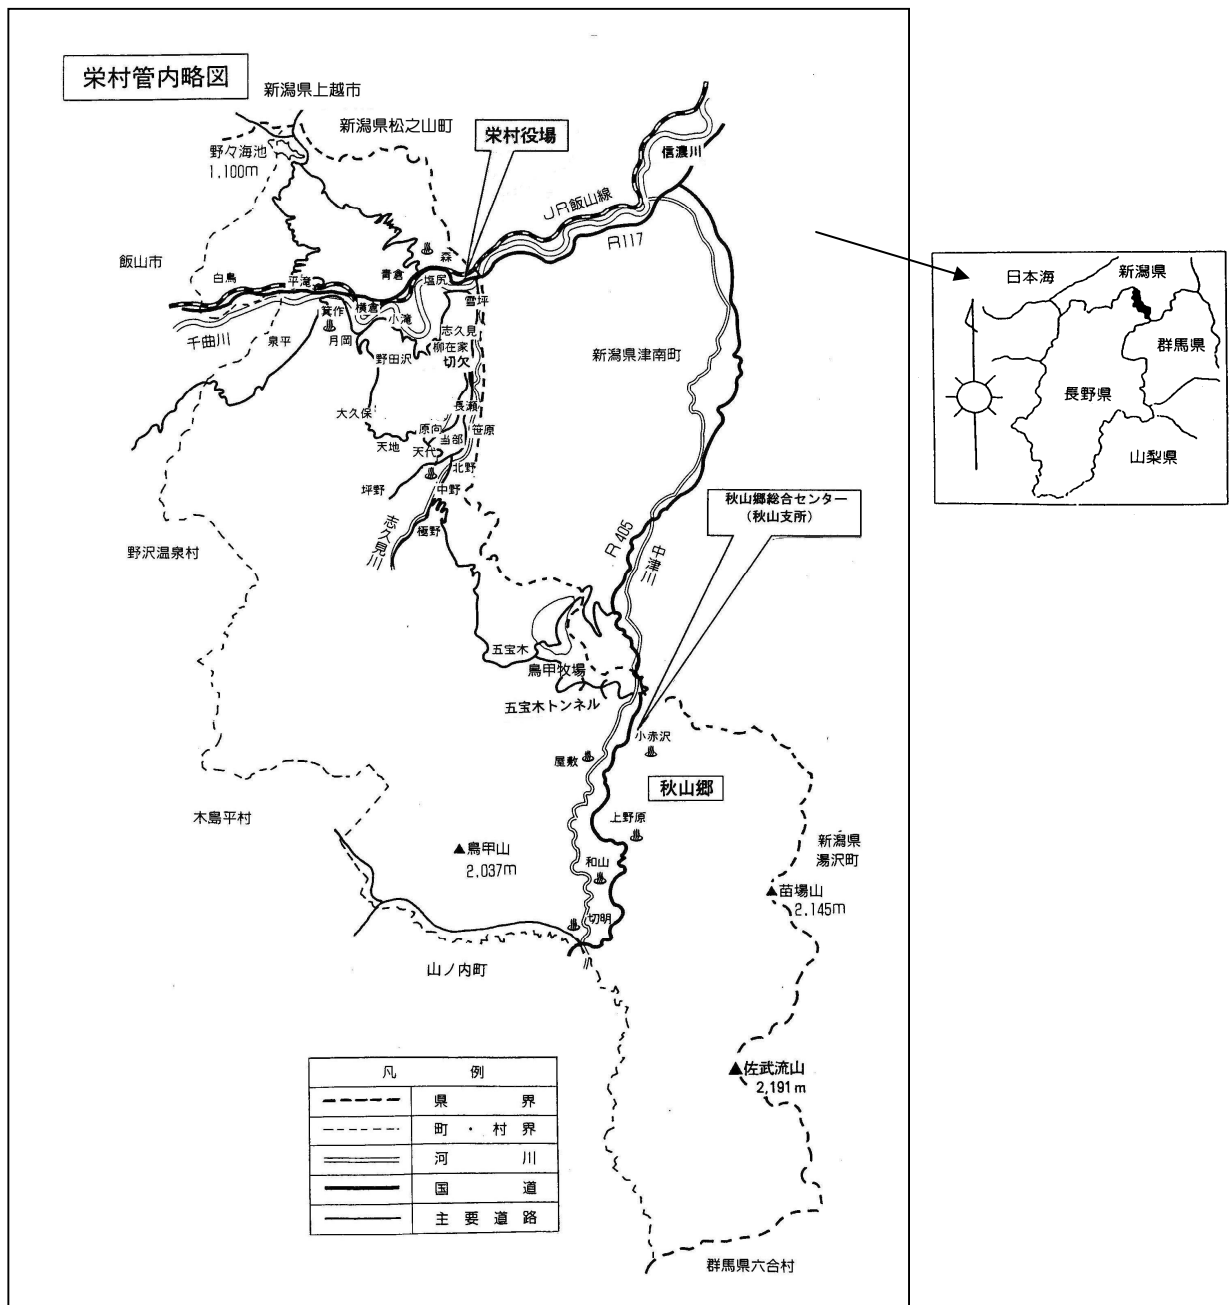 栄村管内略図
新潟県上越市
新潟県松之山町
野々海池
1,100m
栄村役場
信濃川
JR飯山線
R117
飯山市
白鳥
平滝
青倉
森
塩尻
雪坪
箕作
横倉
小滝
志久見
千曲川
泉平
月岡
野田沢
柳在家
切欠
新潟県津南町
大久保
長瀬
原向
笹原
当部
天地
天代
北野
坪野
中野
極野
志久見川
野沢温泉村
秋山郷総合センター
(秋山支所)
R405
中津川
五宝木
鳥甲牧場
五宝木トンネル
小赤沢
屋敷
秋山郷
木島平村
上野原
新潟県
湯沢町
鳥甲山
2,037m
和山
苗場山
2,145m
切明
山ノ内町
佐武流山
2,191m
群馬県六合村
凡例
県界
町・村界
河川
国道
主要道路
日本海
新潟県
群馬県
長野県
山梨県